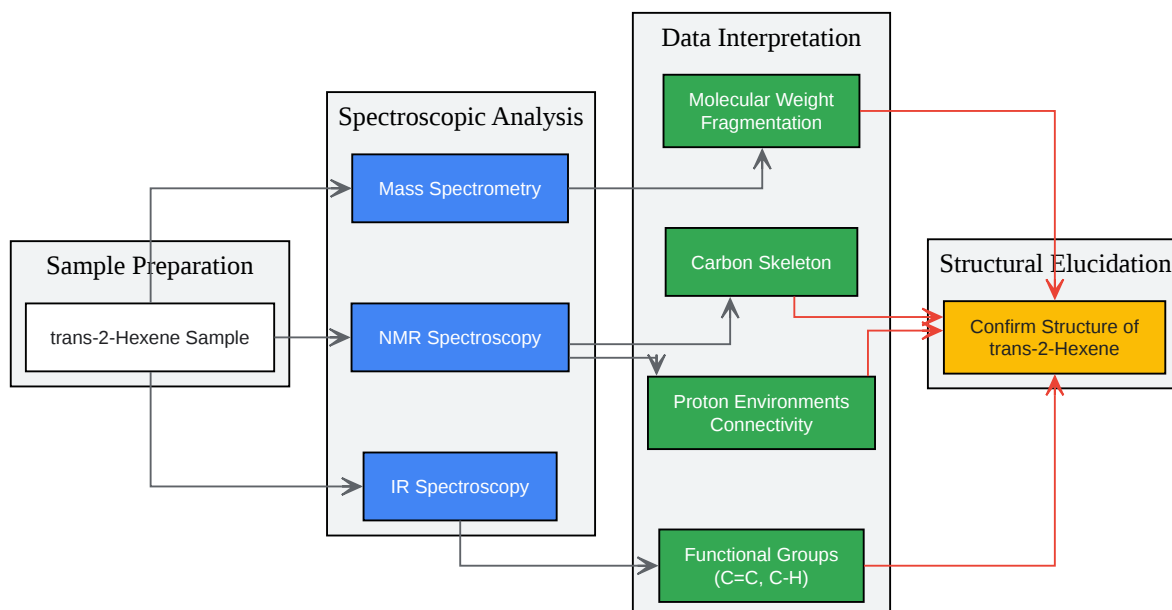 Sample Preparation
trans-2-Hexene Sample
Spectroscopic Analysis
Mass Spectrometry
NMR Spectroscopy
IR Spectroscopy
Data Interpretation
Molecular Weight
Fragmentation
Carbon Skeleton
Proton Environments
Connectivity
Functional Groups
(C=C, C-H)
Structural Elucidation
Confirm Structure of
trans-2-Hexene